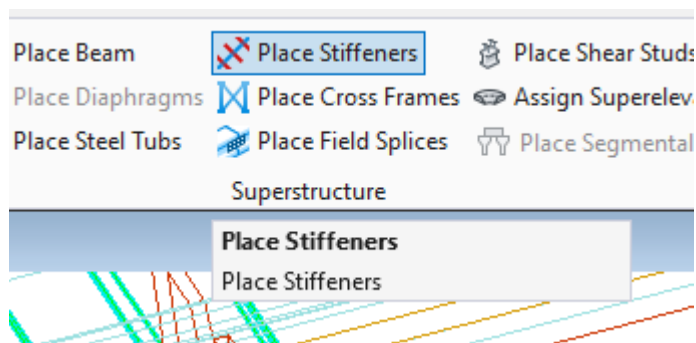 Place Beam Place Stiffeners Place Shear Studs
Place Diaphragms Place Cross Frames Assign
Place Steel Tubs Place Field Splices Place Segmental
Superstructure
Place Stiffeners
Place Stiffeners